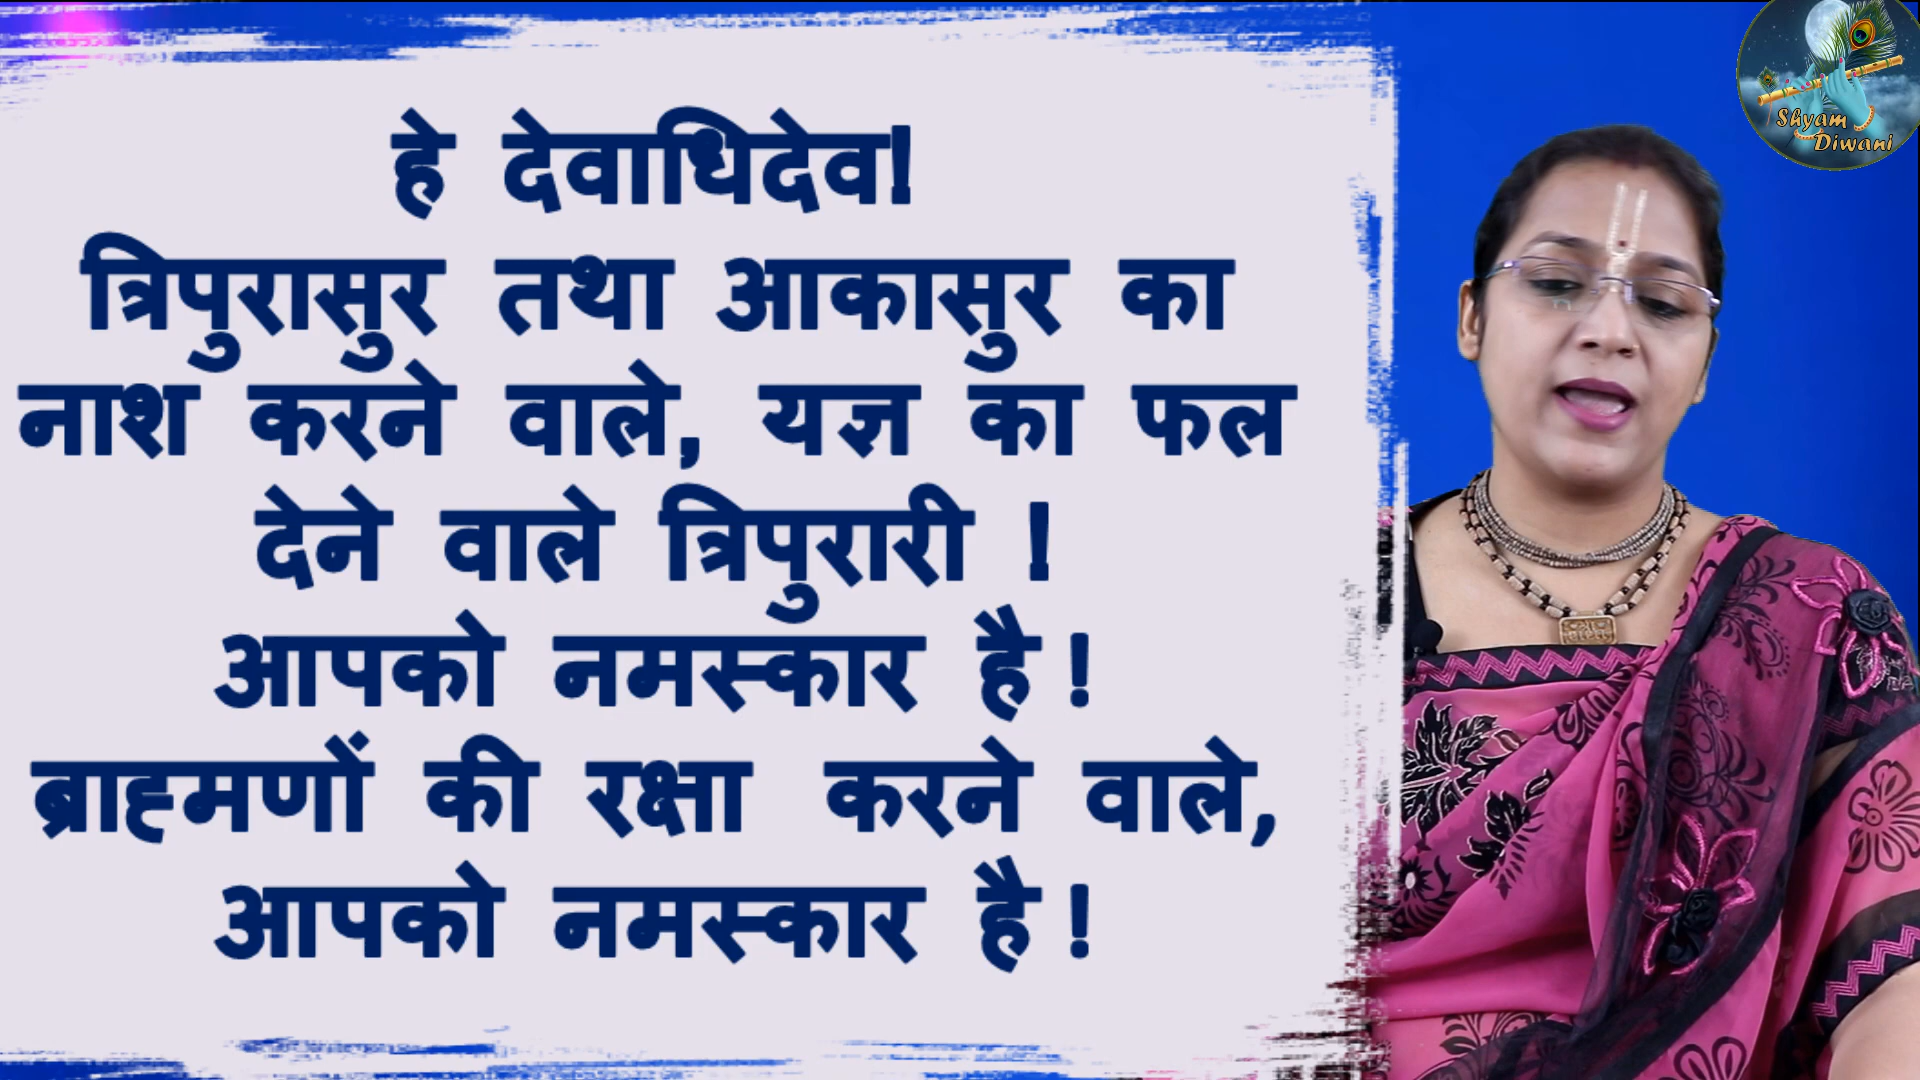 हे देवाधिदेव!
त्रिपुरासुर तथा आकासुर का
नाश करने वाले, यज्ञ का फल
देने वाले त्रिपुरारी !
आपको नमस्कार है !
ब्राह्मणों की रक्षा करने वाले,
आपको नमस्कार है !
Shyam
Diwani